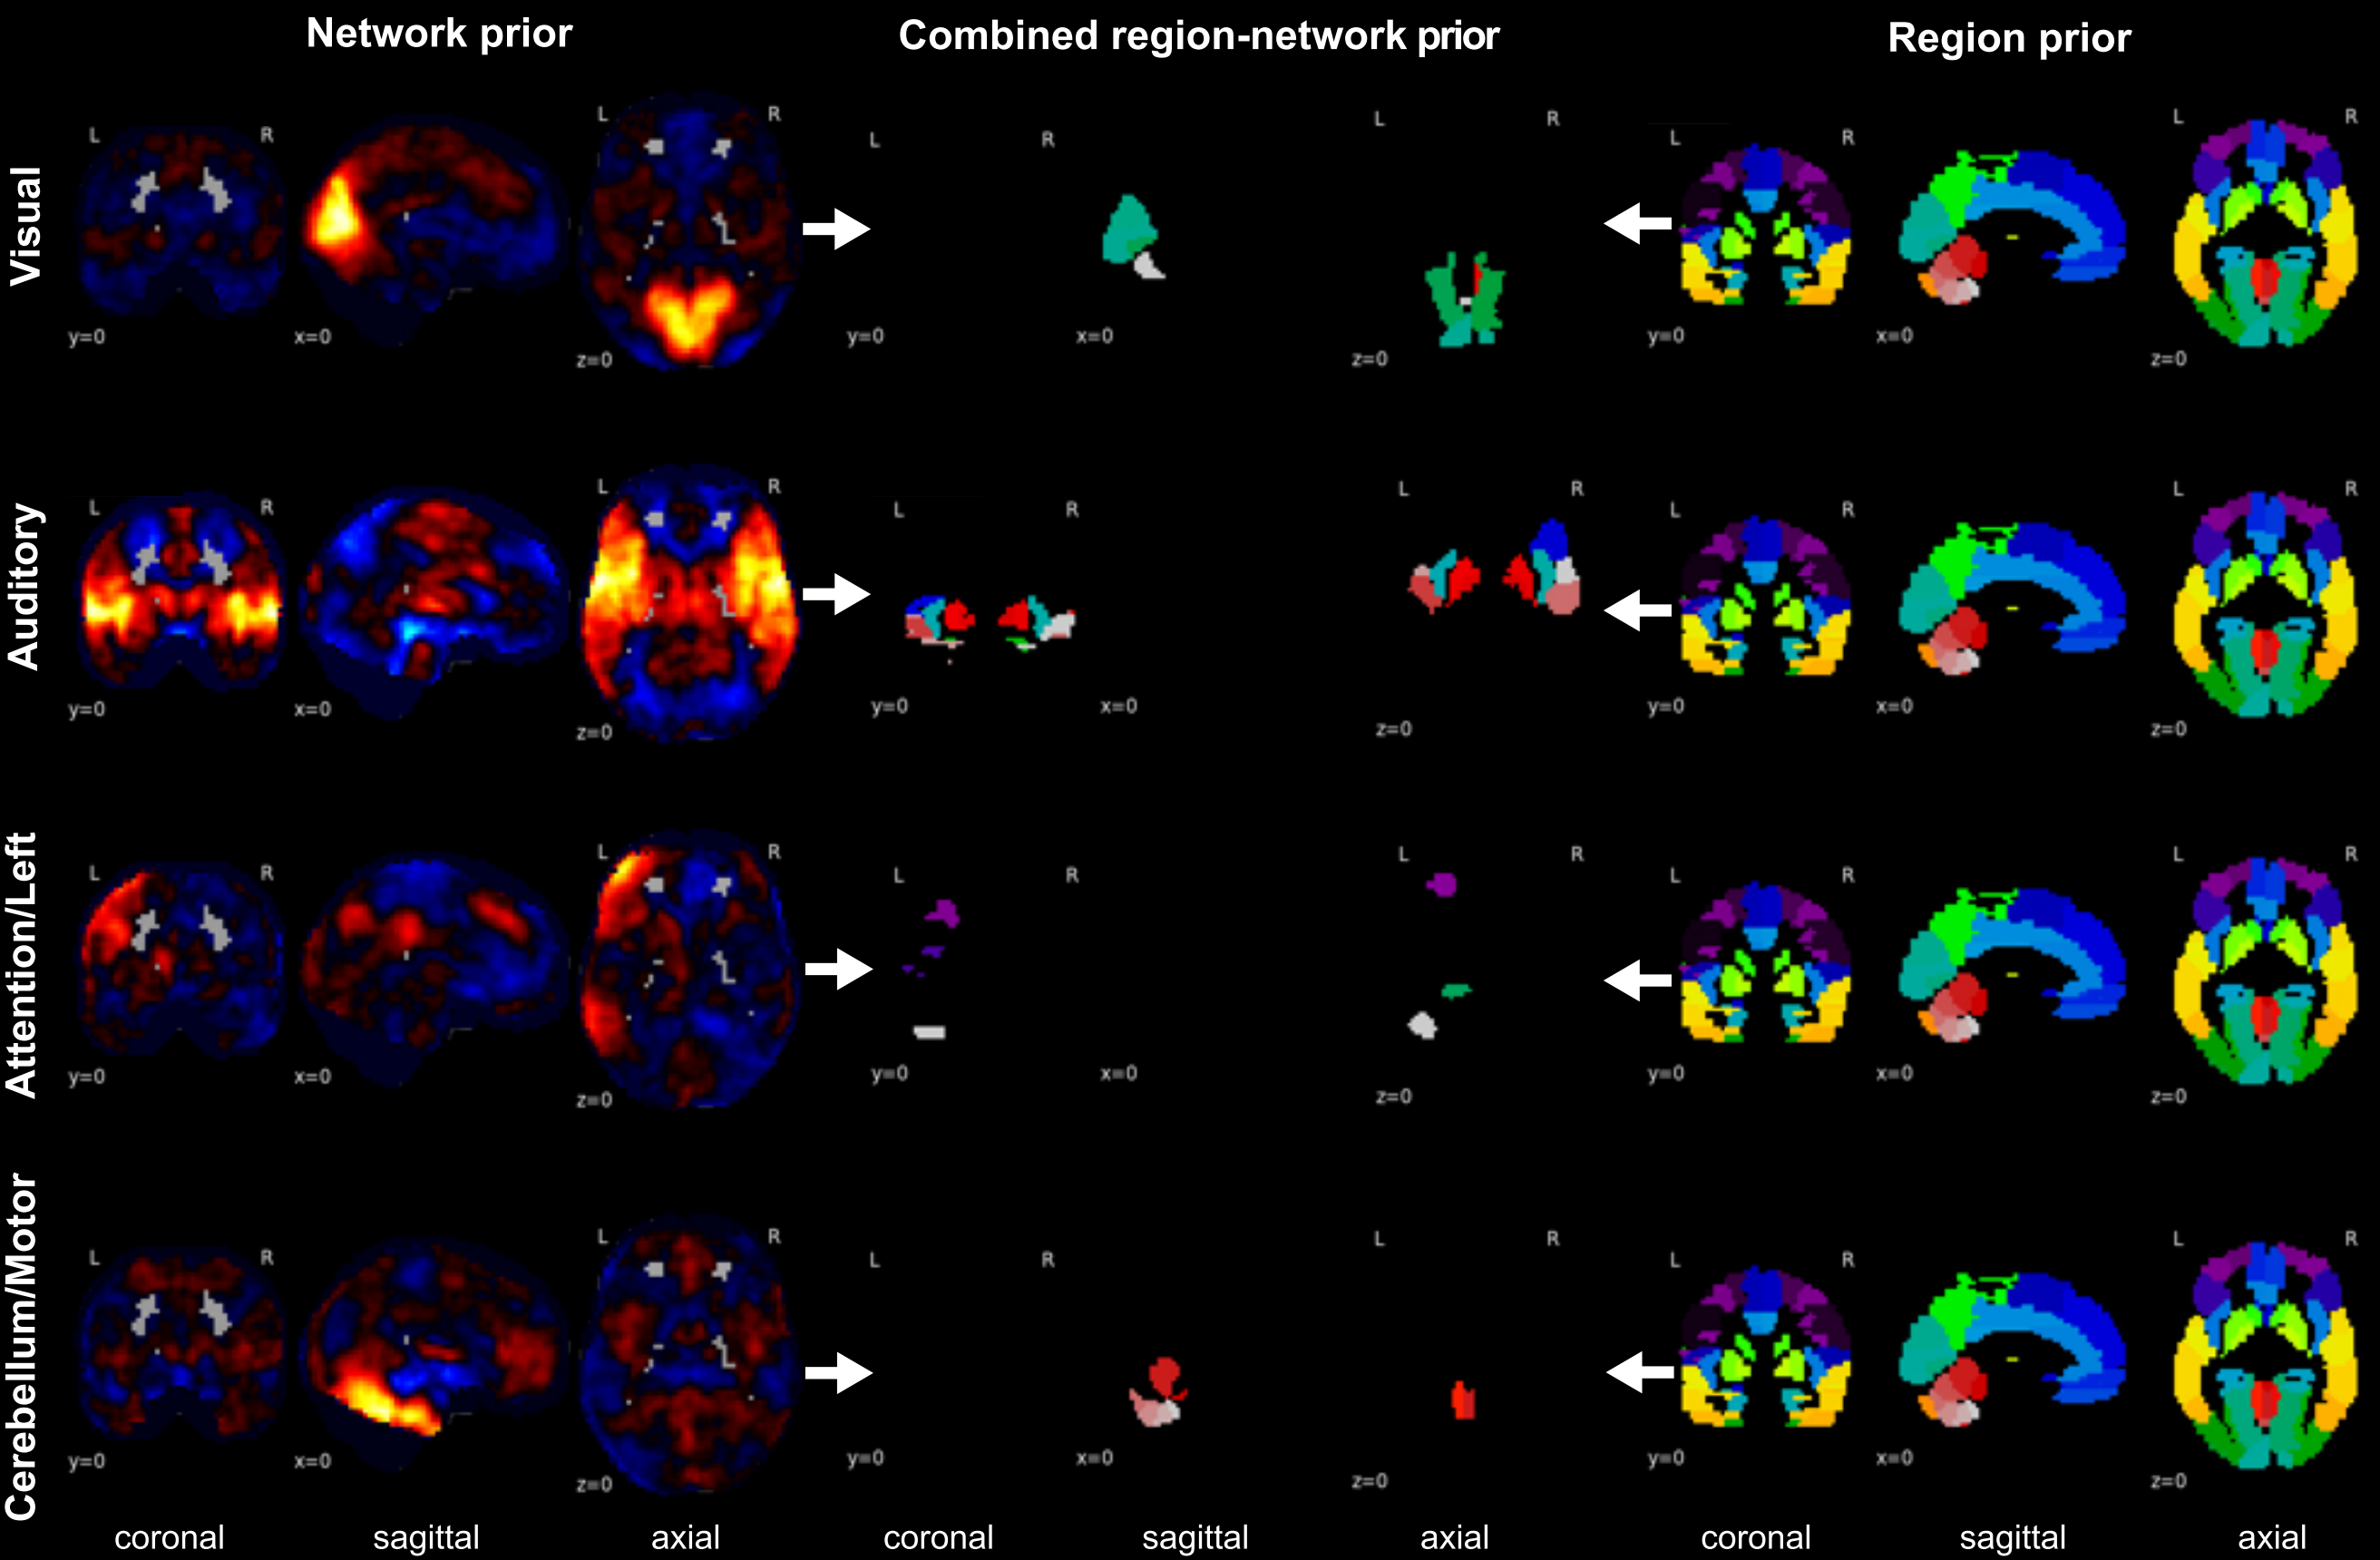 Network prior Combined region-network prior Region prior
Visual
L R L R L R L R L R L R
y=0 x=0 z=0 y=0 x=0 z=0 y=0 x=0 z=0
Auditory
L R L R L R L R L R L R
y=0 x=0 z=0 y=0 x=0 z=0 y=0 x=0 z=0
Attention/Left
L R L R L R L R L R L R
y=0 x=0 z=0 y=0 x=0 z=0 y=0 x=0 z=0
Cerebellum/Motor
L R L R L R L R L R L R
y=0 x=0 z=0 y=0 x=0 z=0 y=0 x=0 z=0
coronal sagittal axial coronal sagittal axial coronal sagittal axial